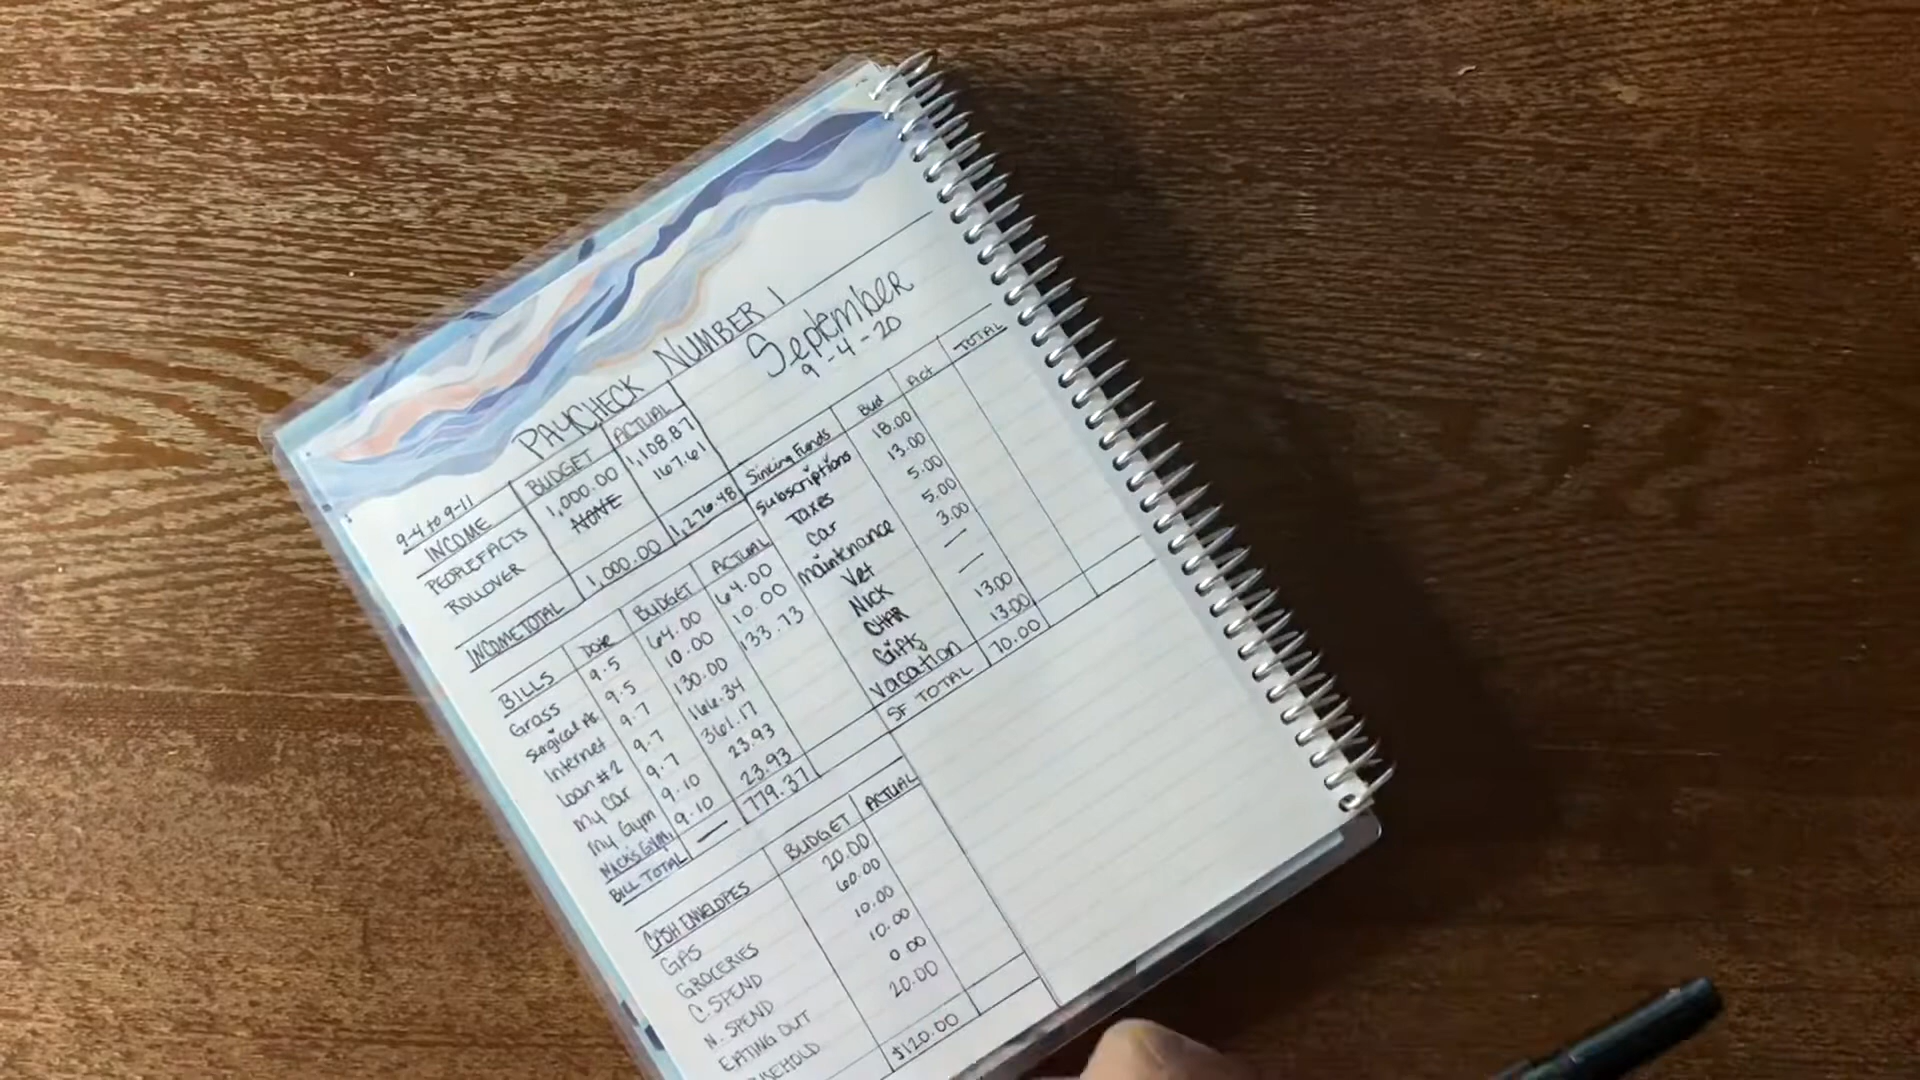 PAYCHECK NUMBER 1
September
9-4-20
9-4 to 9-11
INCOME BUDGET ACTUAL
PEOPLEFACTS 1,000.00 1,108.87
ROLLOVER NONE 167.61
INCOME TOTAL 1,000.00 1,276.48
BILLS Date BUDGET ACTUAL
Grass 9.5 64.00 64.00
Surgical As. 9.5 10.00 10.00
Internet 9.7 130.00 133.73
Loan #2 9.7 166.34
My Car 9.7 361.17
My Gym 9.10 23.93
Nick's Gym 9.10 23.93
BILL TOTAL — 779.37
CASH ENVELOPES BUDGET ACTUAL
GAS 20.00
GROCERIES 60.00
C. SPEND 10.00
N. SPEND 10.00
EATING OUT 0.00
USEHOLD 20.00
$120.00
Sinking Funds Bud Act TOTAL
Subscriptions 18.00
Taxes 13.00
Car 5.00
Maintenance 5.00
Vet 3.00
Nick —
CHAR —
Gifts 13.00
Vacation 13.00
SF TOTAL 70.00